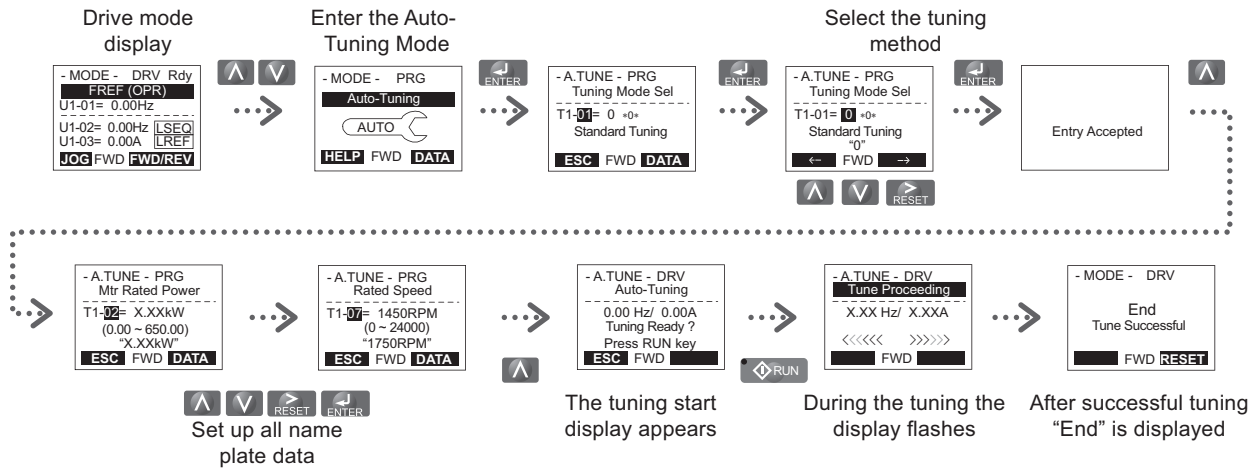 Drive mode
display
Enter the Auto-
Tuning Mode
Select the tuning
method
- MODE - DRV Rdy
FREF (OPR)
U1-01= 0.00Hz
U1-02= 0.00Hz LSEQ
U1-03= 0.00A LREF
JOG FWD FWD/REV
- MODE - PRG
Auto-Tuning
AUTO
HELP FWD DATA
ENTER
- A.TUNE - PRG
Tuning Mode Sel
T1-01= 0 *0*
Standard Tuning
ESC FWD DATA
ENTER
- A.TUNE - PRG
Tuning Mode Sel
T1-01= 0 *0*
Standard Tuning
“0”
← FWD →
RESET
ENTER
Entry Accepted
- A.TUNE - PRG
Mtr Rated Power
T1-02= X.XXkW
(0.00 ~ 650.00)
“X.XXkW”
ESC FWD DATA
- A.TUNE - PRG
Rated Speed
T1-07= 1450RPM
(0 ~ 24000)
“1750RPM”
ESC FWD DATA
RESET ENTER
Set up all name
plate data
- A.TUNE - DRV
Auto-Tuning
0.00 Hz/ 0.00A
Tuning Ready ?
Press RUN key
ESC FWD
The tuning start
display appears
RUN
- A.TUNE - DRV
Tune Proceeding
X.XX Hz/ X.XXA
<<<<<< >>>>>>
FWD
During the tuning the
display flashes
- MODE - DRV
End
Tune Successful
FWD RESET
After successful tuning
“End” is displayed